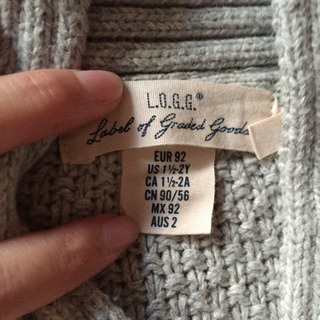 L.O.G.G.®
Label of Graded Goods
EUR 92
US 1½-2Y
CA 1½-2A
CN 90/56
MX 92
AUS 2